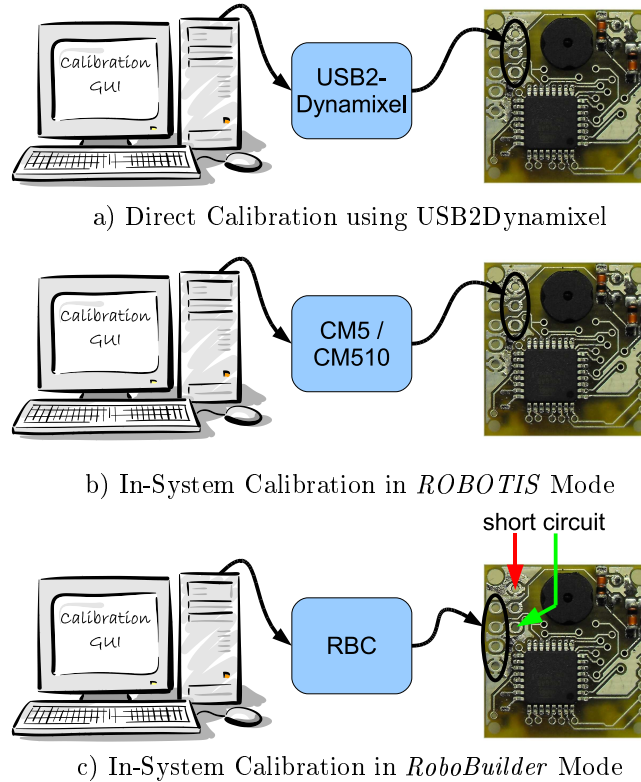 Calibration
GUI
USB2-
Dynamixel
a) Direct Calibration using USB2Dynamixel
Calibration
GUI
CM5 /
CM510
b) In-System Calibration in ROBOTIS Mode
short circuit
Calibration
GUI
RBC
c) In-System Calibration in RoboBuilder Mode